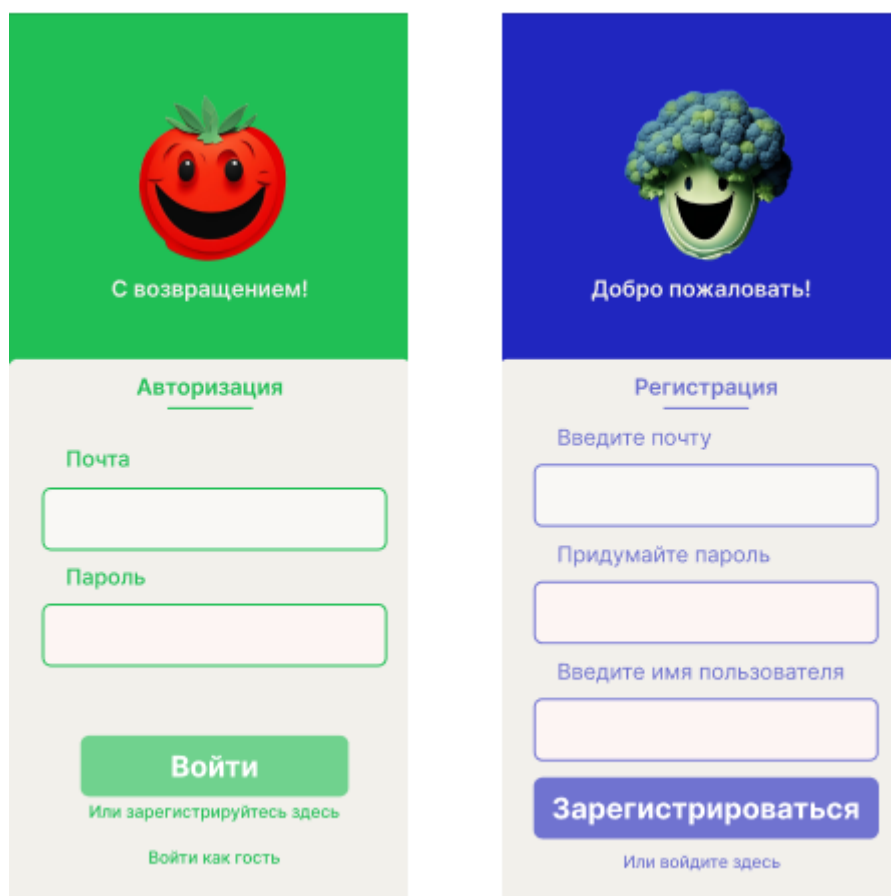 С возвращением!
Авторизация
Почта
Пароль
Войти
Или зарегистрируйтесь здесь
Войти как гость
Добро пожаловать!
Регистрация
Введите почту
Придумайте пароль
Введите имя пользователя
Зарегистрироваться
Или войдите здесь